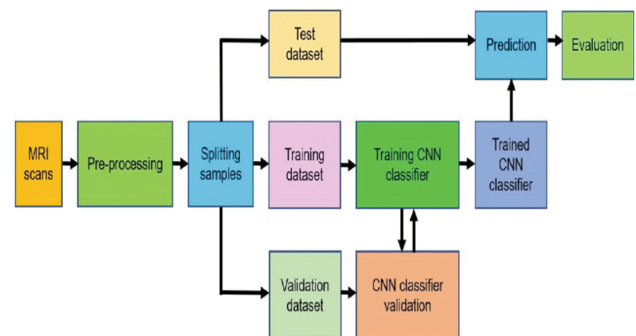 Test
dataset
Prediction
Evaluation
MRI
scans
Pre-processing
Splitting
samples
Training
dataset
Training CNN
classifier
Trained
CNN
classifier
Validation
dataset
CNN classifier
validation